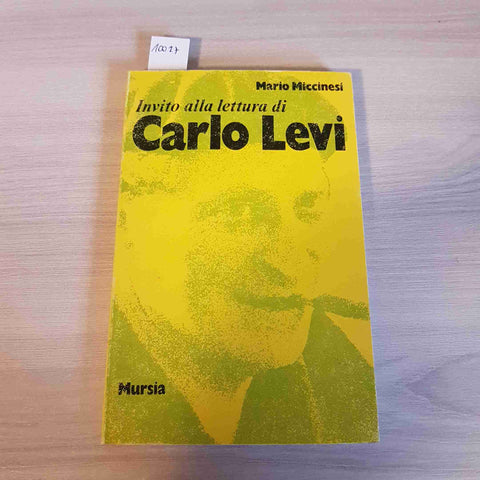 10027
Mario Miccinesi
Invito alla lettura di
Carlo Levi
Mursia